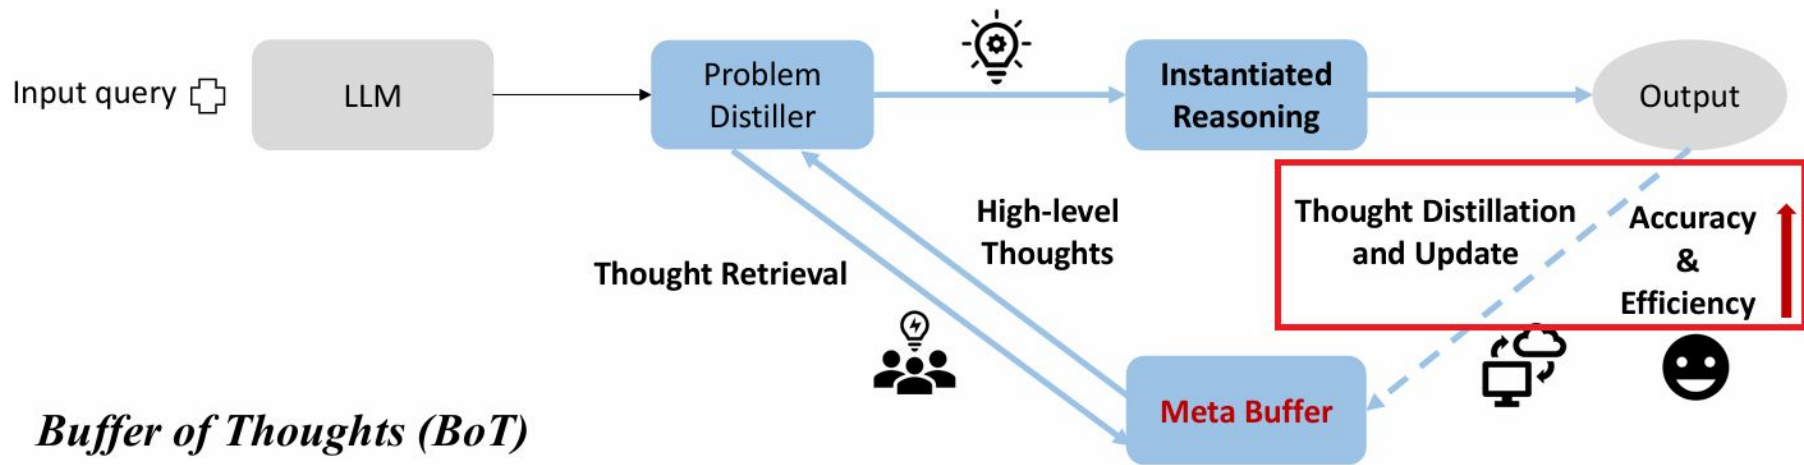 Input query
LLM
Problem
Distiller
Instantiated
Reasoning
Output
Thought Retrieval
High-level
Thoughts
Thought Distillation
and Update
Accuracy
&
Efficiency
Meta Buffer
Buffer of Thoughts (BoT)